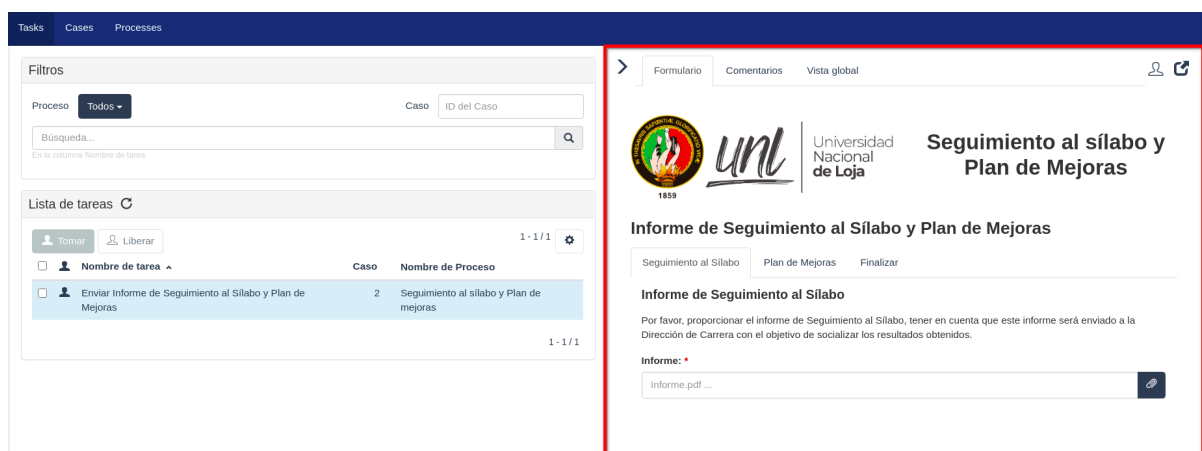 Tasks Cases Processes
Filtros
Proceso Todos Caso ID del Caso
Búsqueda...
En la columna Nombre de tarea
Lista de tareas
Tomar Liberar 1 - 1 / 1
Nombre de tarea Caso Nombre de Proceso
Enviar Informe de Seguimiento al Sílabo y Plan de
Mejoras
2
Seguimiento al sílabo y Plan de
mejoras
1 - 1 / 1
Formulario Comentarios Vista global
1859
unl
Universidad
Nacional
de Loja
Seguimiento al sílabo y
Plan de Mejoras
Informe de Seguimiento al Sílabo y Plan de Mejoras
Seguimiento al Sílabo Plan de Mejoras Finalizar
Informe de Seguimiento al Sílabo
Por favor, proporcionar el informe de Seguimiento al Sílabo, tener en cuenta que este informe será enviado a la
Dirección de Carrera con el objetivo de socializar los resultados obtenidos.
Informe: *
Informe.pdf ...